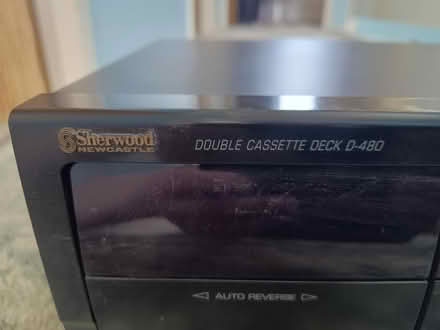 Sherwood
NEWCASTLE
DOUBLE CASSETTE DECK D-480
AUTO REVERSE